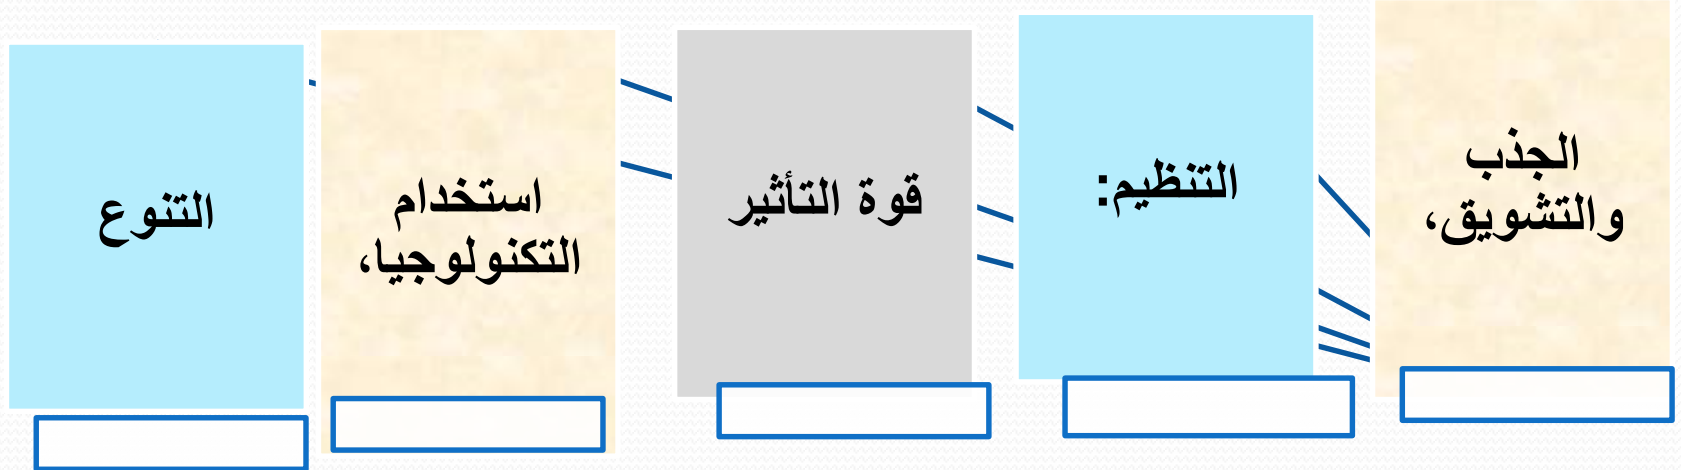 الجذب
والتشويق،
التنظيم:
قوة التأثير
استخدام
التكنولوجيا،
التنوع